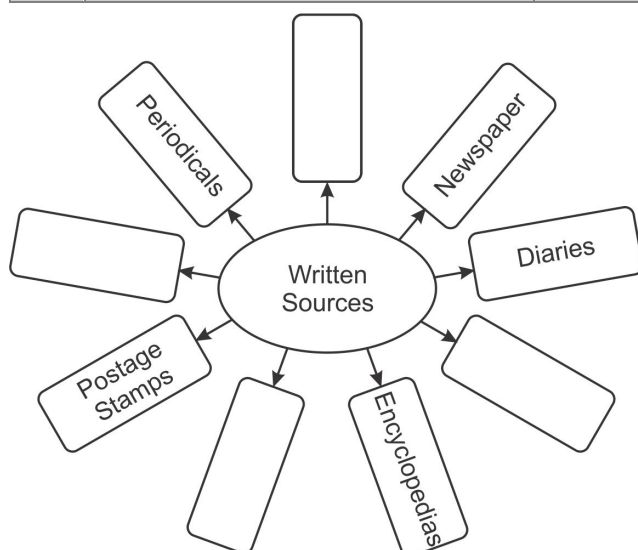 Periodicals
Newspaper
Written
Sources
Diaries
Postage
Stamps
Encyclopedias